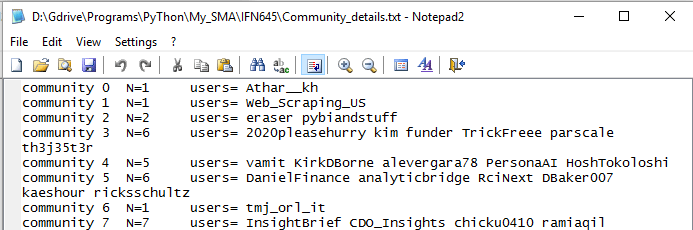 D:\Gdrive\Programs\PyThon\My_SMA\IFN645\Community_details.txt - Notepad2
File Edit View Settings ?
community 0 N=1 users= Athar__kh
community 1 N=1 users= Web_Scraping_US
community 2 N=2 users= eraser pybiandstuff
community 3 N=6 users= 2020pleasehurry kim funder TrickFreee parscale
th3j35t3r
community 4 N=5 users= vamit KirkDBorne alevergara78 PersonaAI HoshTokoloshi
community 5 N=6 users= DanielFinance analyticbridge RciNext DBaker007
kaeshour ricksschultz
community 6 N=1 users= tmj_orl_it
community 7 N=7 users= InsightBrief CDO_Insights chicku0410 ramiaqil